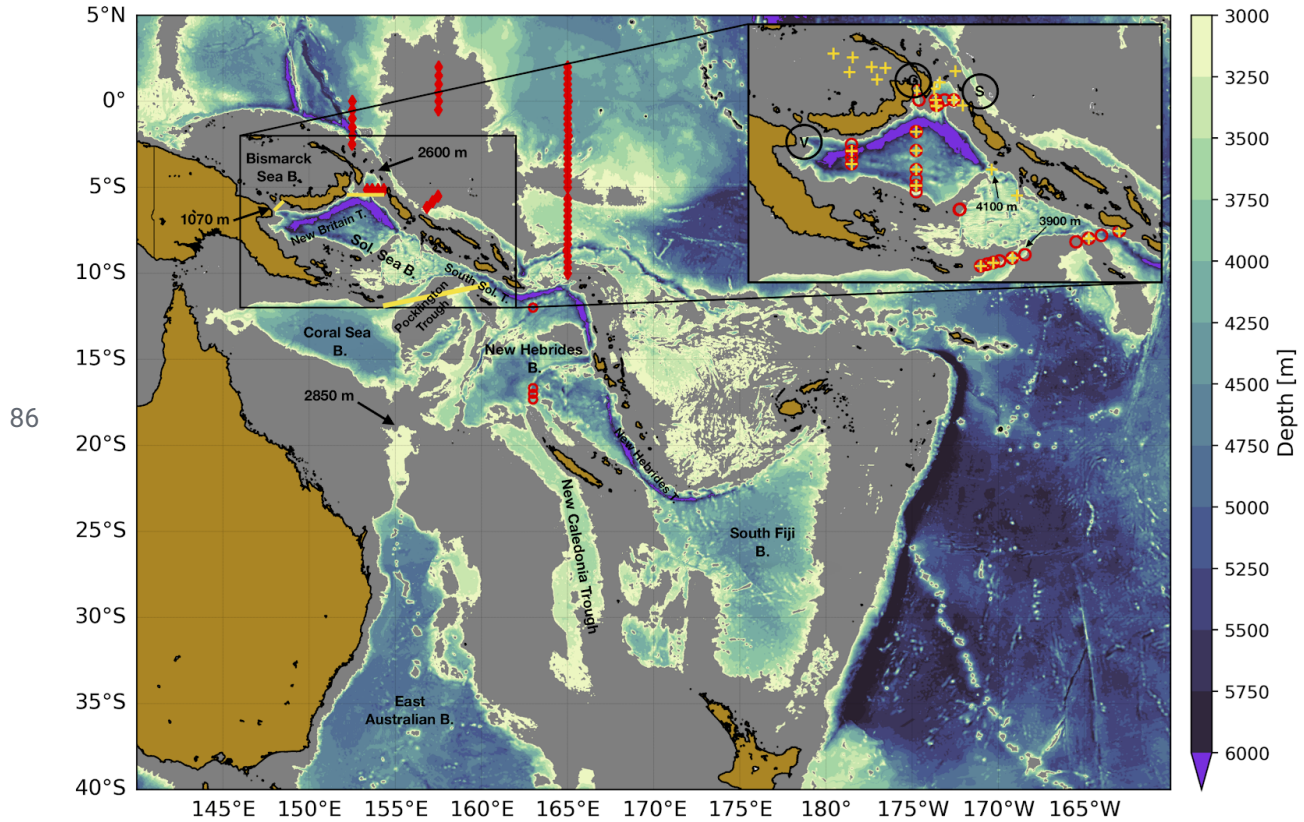 5°N
0°
5°S
10°S
15°S
20°S
25°S
30°S
35°S
40°S
86
145°E
150°E
155°E
160°E
165°E
170°E
175°E
180°
175°W
170°W
165°W
Bismarck
Sea B.
2600 m
1070 m
New Britain T.
Sol. Sea B.
South Sol. T.
Pocklington
Trough
Coral Sea
B.
New Hebrides
B.
2850 m
New Hebrides T.
New Caledonia Trough
South Fiji
B.
East
Australian B.
G
S
V
4100 m
3900 m
3000
3250
3500
3750
4000
4250
4500
4750
5000
5250
5500
5750
6000
Depth [m]